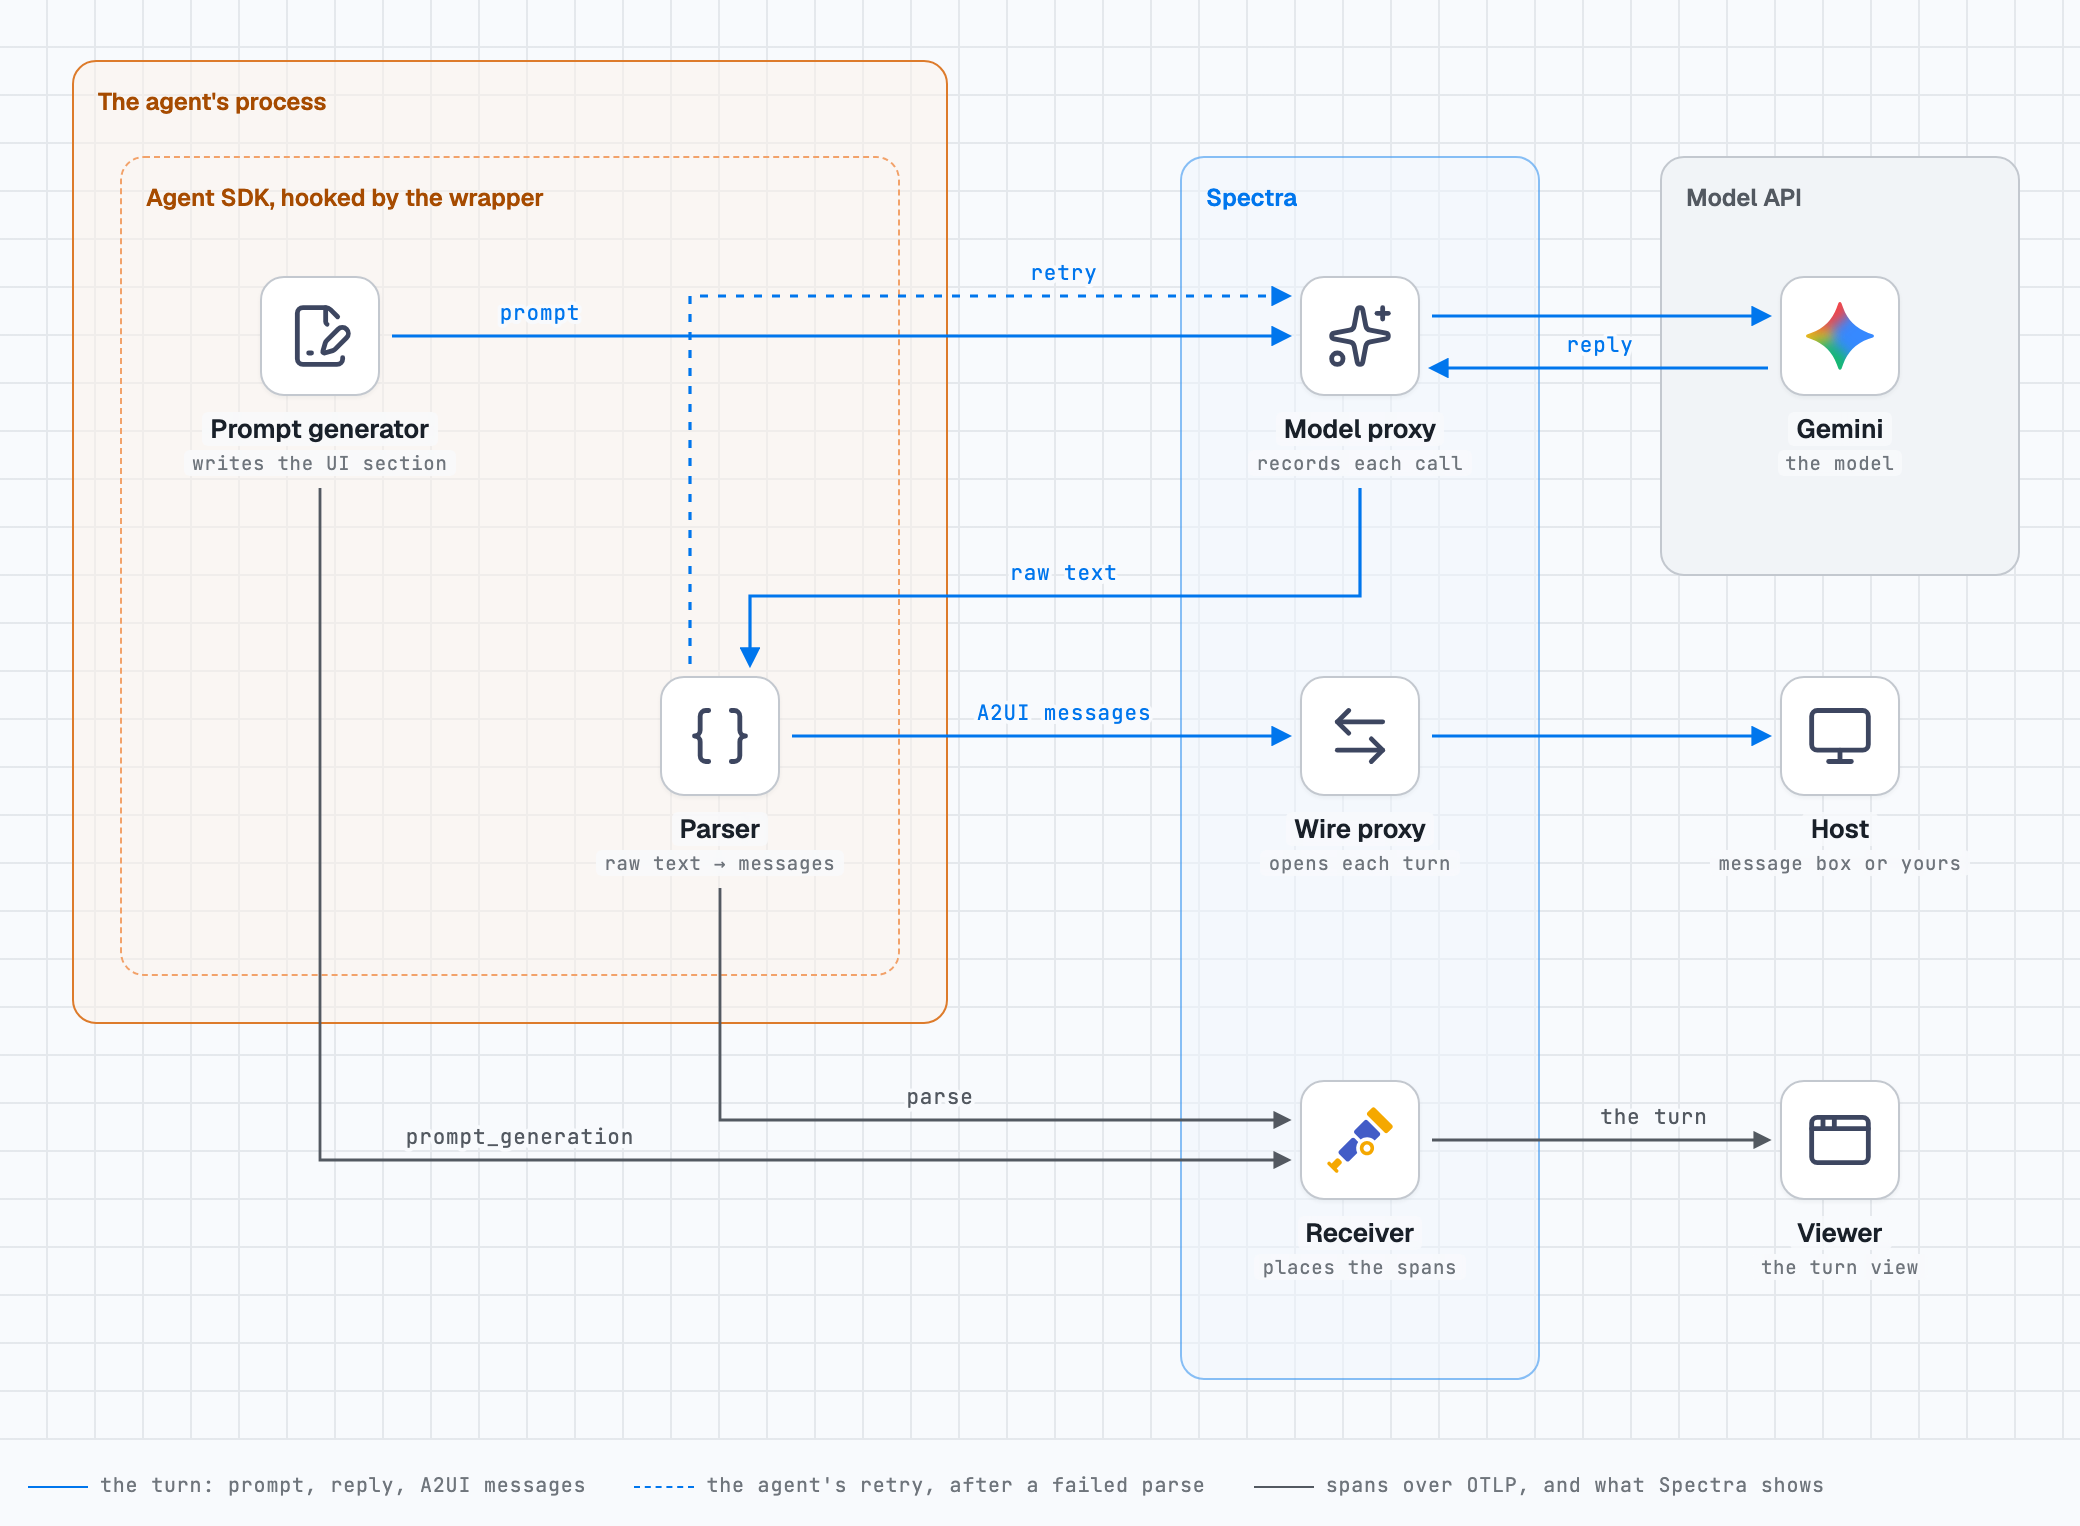 The agent's process
Agent SDK, hooked by the wrapper
Spectra
Model API
retry
prompt
reply
Prompt generator
writes the UI section
Model proxy
records each call
Gemini
the model
raw text
A2UI messages
Parser
raw text → messages
Wire proxy
opens each turn
Host
message box or yours
parse
prompt_generation
the turn
Receiver
places the spans
Viewer
the turn view
the turn: prompt, reply, A2UI messages
the agent's retry, after a failed parse
spans over OTLP, and what Spectra shows